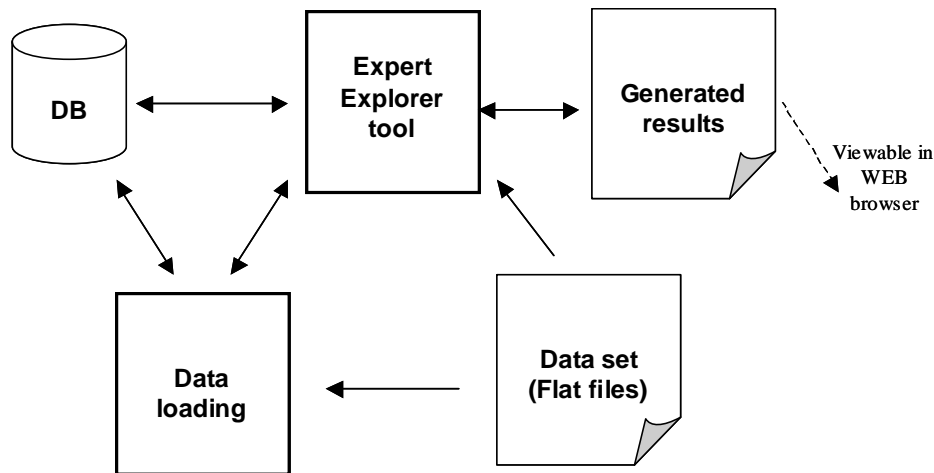 DB
Expert
Explorer
tool
Generated
results
Viewable in
WEB
browser
Data
loading
Data set
(Flat files)